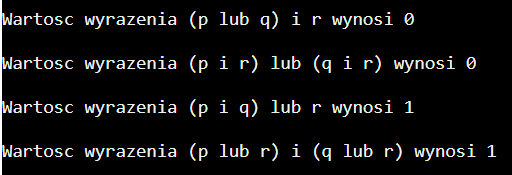 Wartosc wyrazenia (p lub q) i r wynosi 0
Wartosc wyrazenia (p i r) lub (q i r) wynosi 0
Wartosc wyrazenia (p i q) lub r wynosi 1
Wartosc wyrazenia (p lub r) i (q lub r) wynosi 1